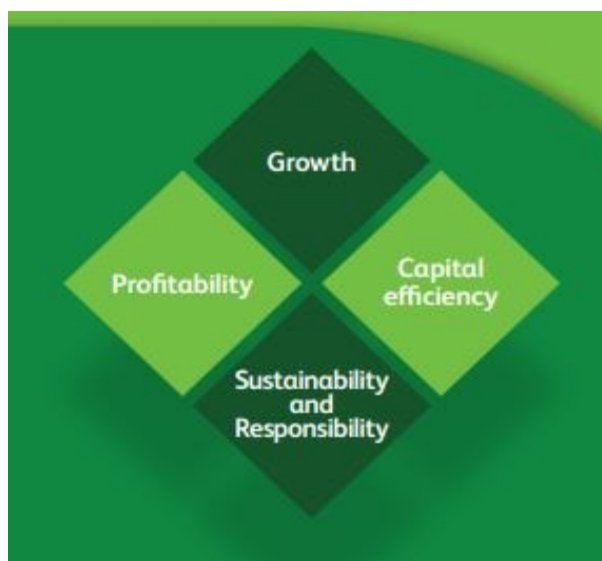 Growth
Profitability
Capital
efficiency
Sustainability
and
Responsibility